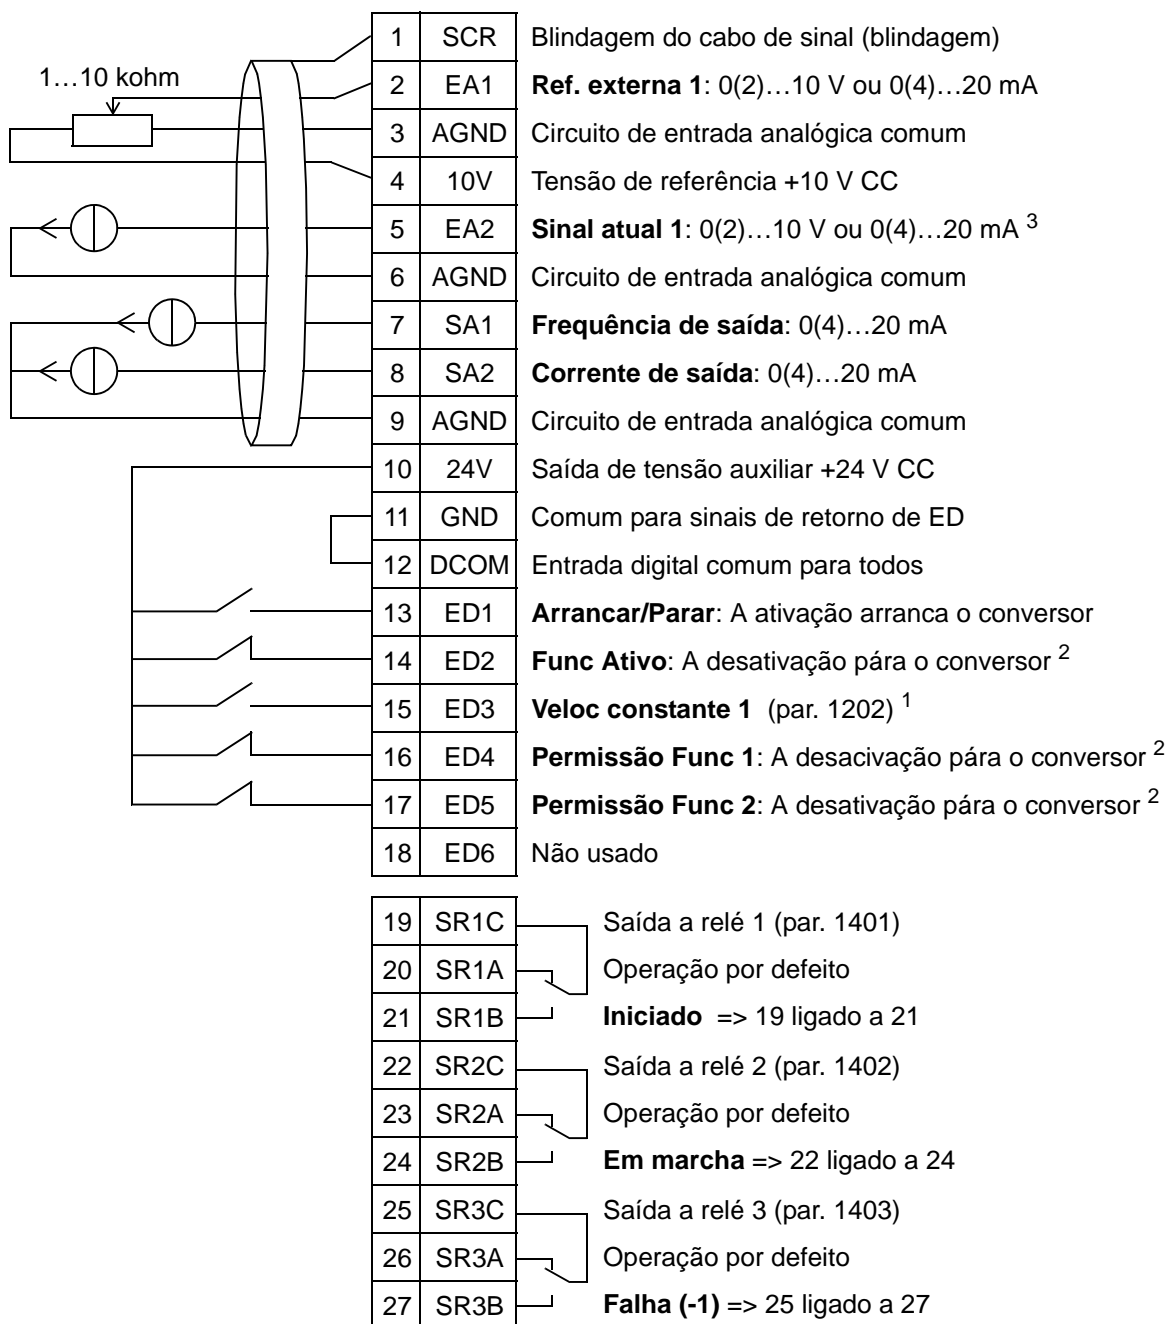 1 SCR Blindagem do cabo de sinal (blindagem)
1…10 kohm
2 EA1 Ref. externa 1: 0(2)…10 V ou 0(4)…20 mA
3 AGND Circuito de entrada analógica comum
4 10V Tensão de referência +10 V CC
5 EA2 Sinal atual 1: 0(2)…10 V ou 0(4)…20 mA 3
6 AGND Circuito de entrada analógica comum
7 SA1 Frequência de saída: 0(4)…20 mA
8 SA2 Corrente de saída: 0(4)…20 mA
9 AGND Circuito de entrada analógica comum
10 24V Saída de tensão auxiliar +24 V CC
11 GND Comum para sinais de retorno de ED
12 DCOM Entrada digital comum para todos
13 ED1 Arrancar/Parar: A ativação arranca o conversor
14 ED2 Func Ativo: A desativação pára o conversor 2
15 ED3 Veloc constante 1 (par. 1202) 1
16 ED4 Permissão Func 1: A desacivação pára o conversor 2
17 ED5 Permissão Func 2: A desativação pára o conversor 2
18 ED6 Não usado
19 SR1C Saída a relé 1 (par. 1401)
20 SR1A Operação por defeito
21 SR1B Iniciado => 19 ligado a 21
22 SR2C Saída a relé 2 (par. 1402)
23 SR2A Operação por defeito
24 SR2B Em marcha => 22 ligado a 24
25 SR3C Saída a relé 3 (par. 1403)
26 SR3A Operação por defeito
27 SR3B Falha (-1) => 25 ligado a 27